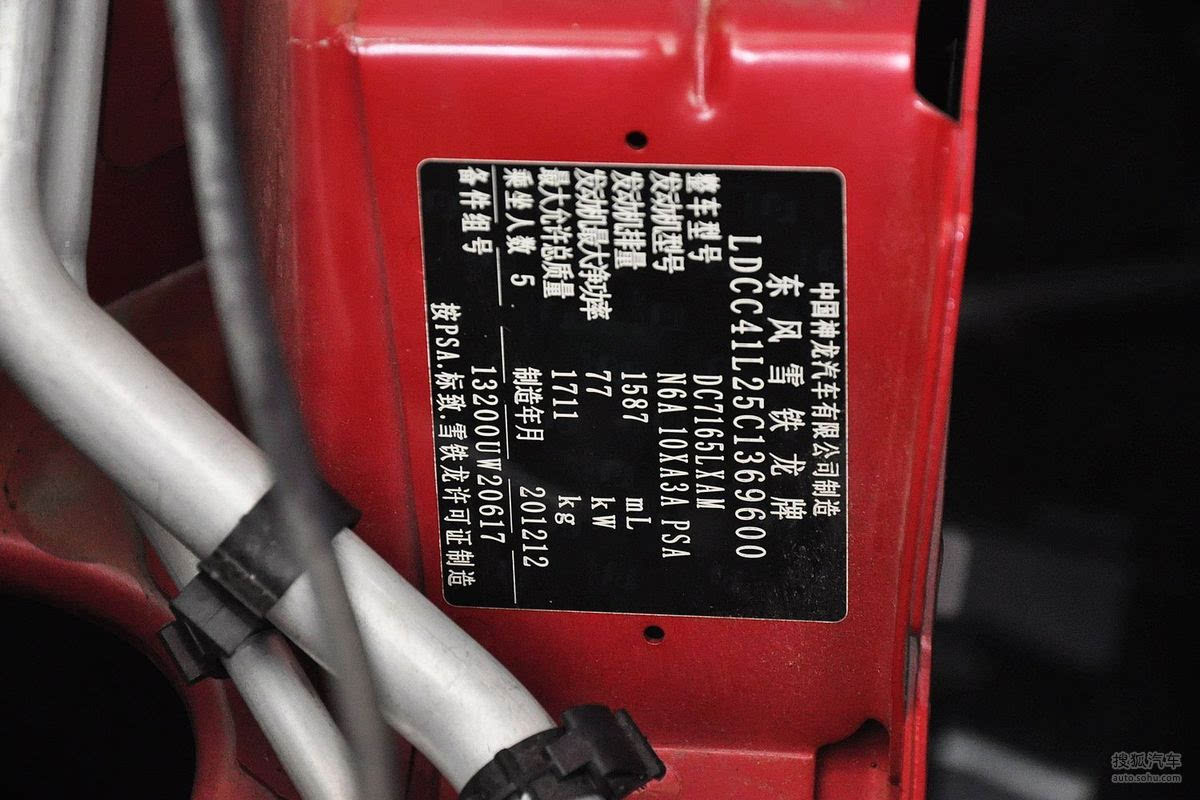 中国神龙汽车有限公司制造
东风雪铁龙牌
LDCC41L25C1369600
整车型号 DC7165LXAM
发动机型号 N6A 10XA3A PSA
发动机排量 1587 mL
发动机最大净功率 77 kW
最大允许总质量 1711 kg
乘坐人数 5 制造年月 201212
备件组号 13200UW20617
按PSA.标致.雪铁龙许可证制造
搜狐汽车
auto.sohu.com